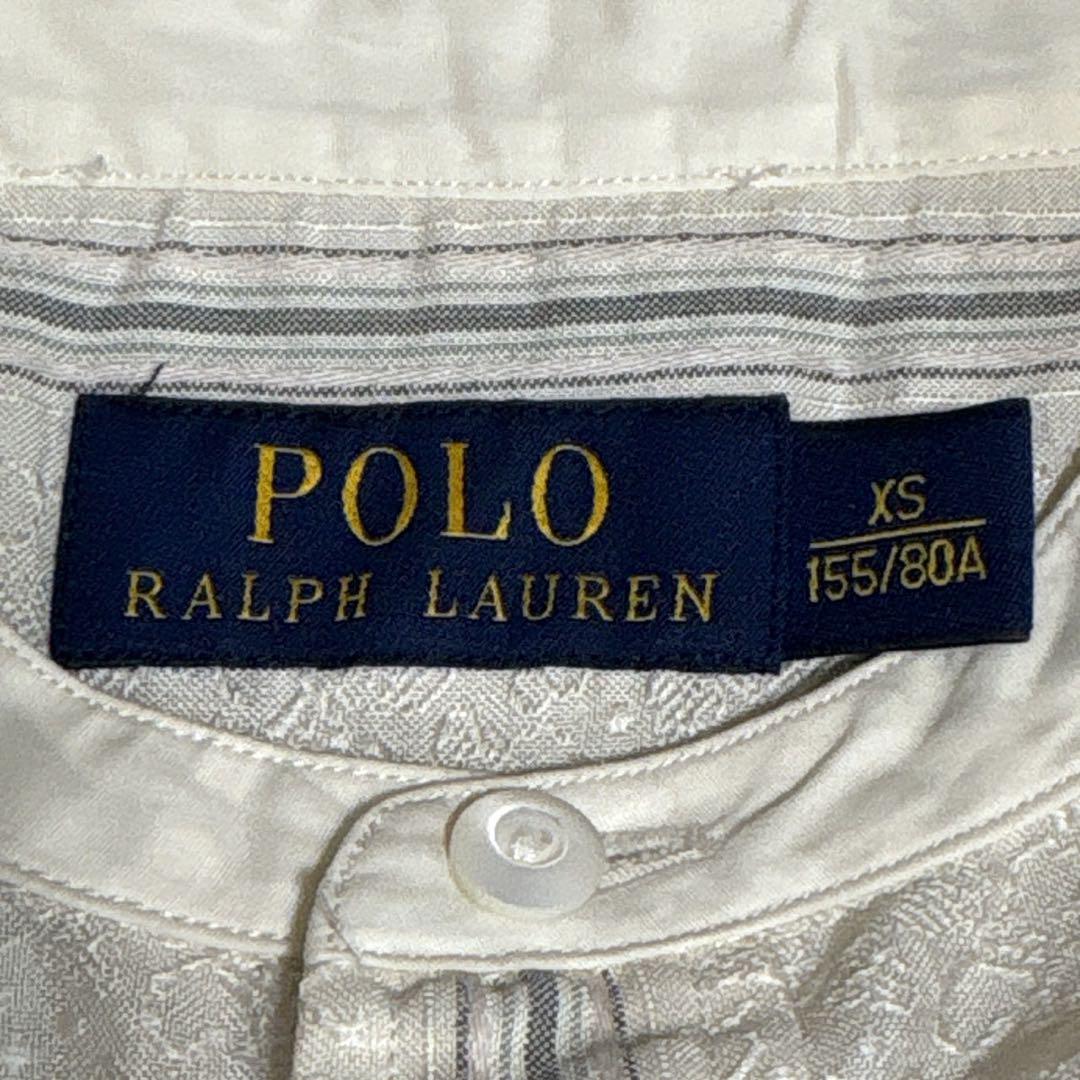 POLO
RALPH LAUREN
XS
155/80A